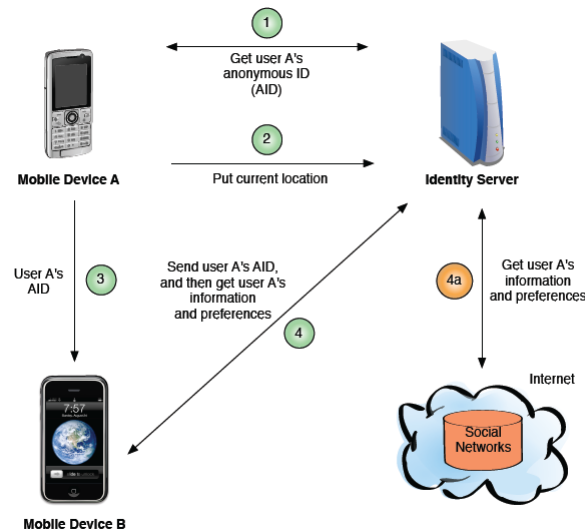 1
Get user A's
anonymous ID
(AID)
2
Put current location
Mobile Device A
Identity Server
User A's
AID
3
Send user A's AID,
and then get user A's
information
and preferences
4
4a
Get user A's
information
and preferences
Internet
Social
Networks
7:57
Mobile Device B